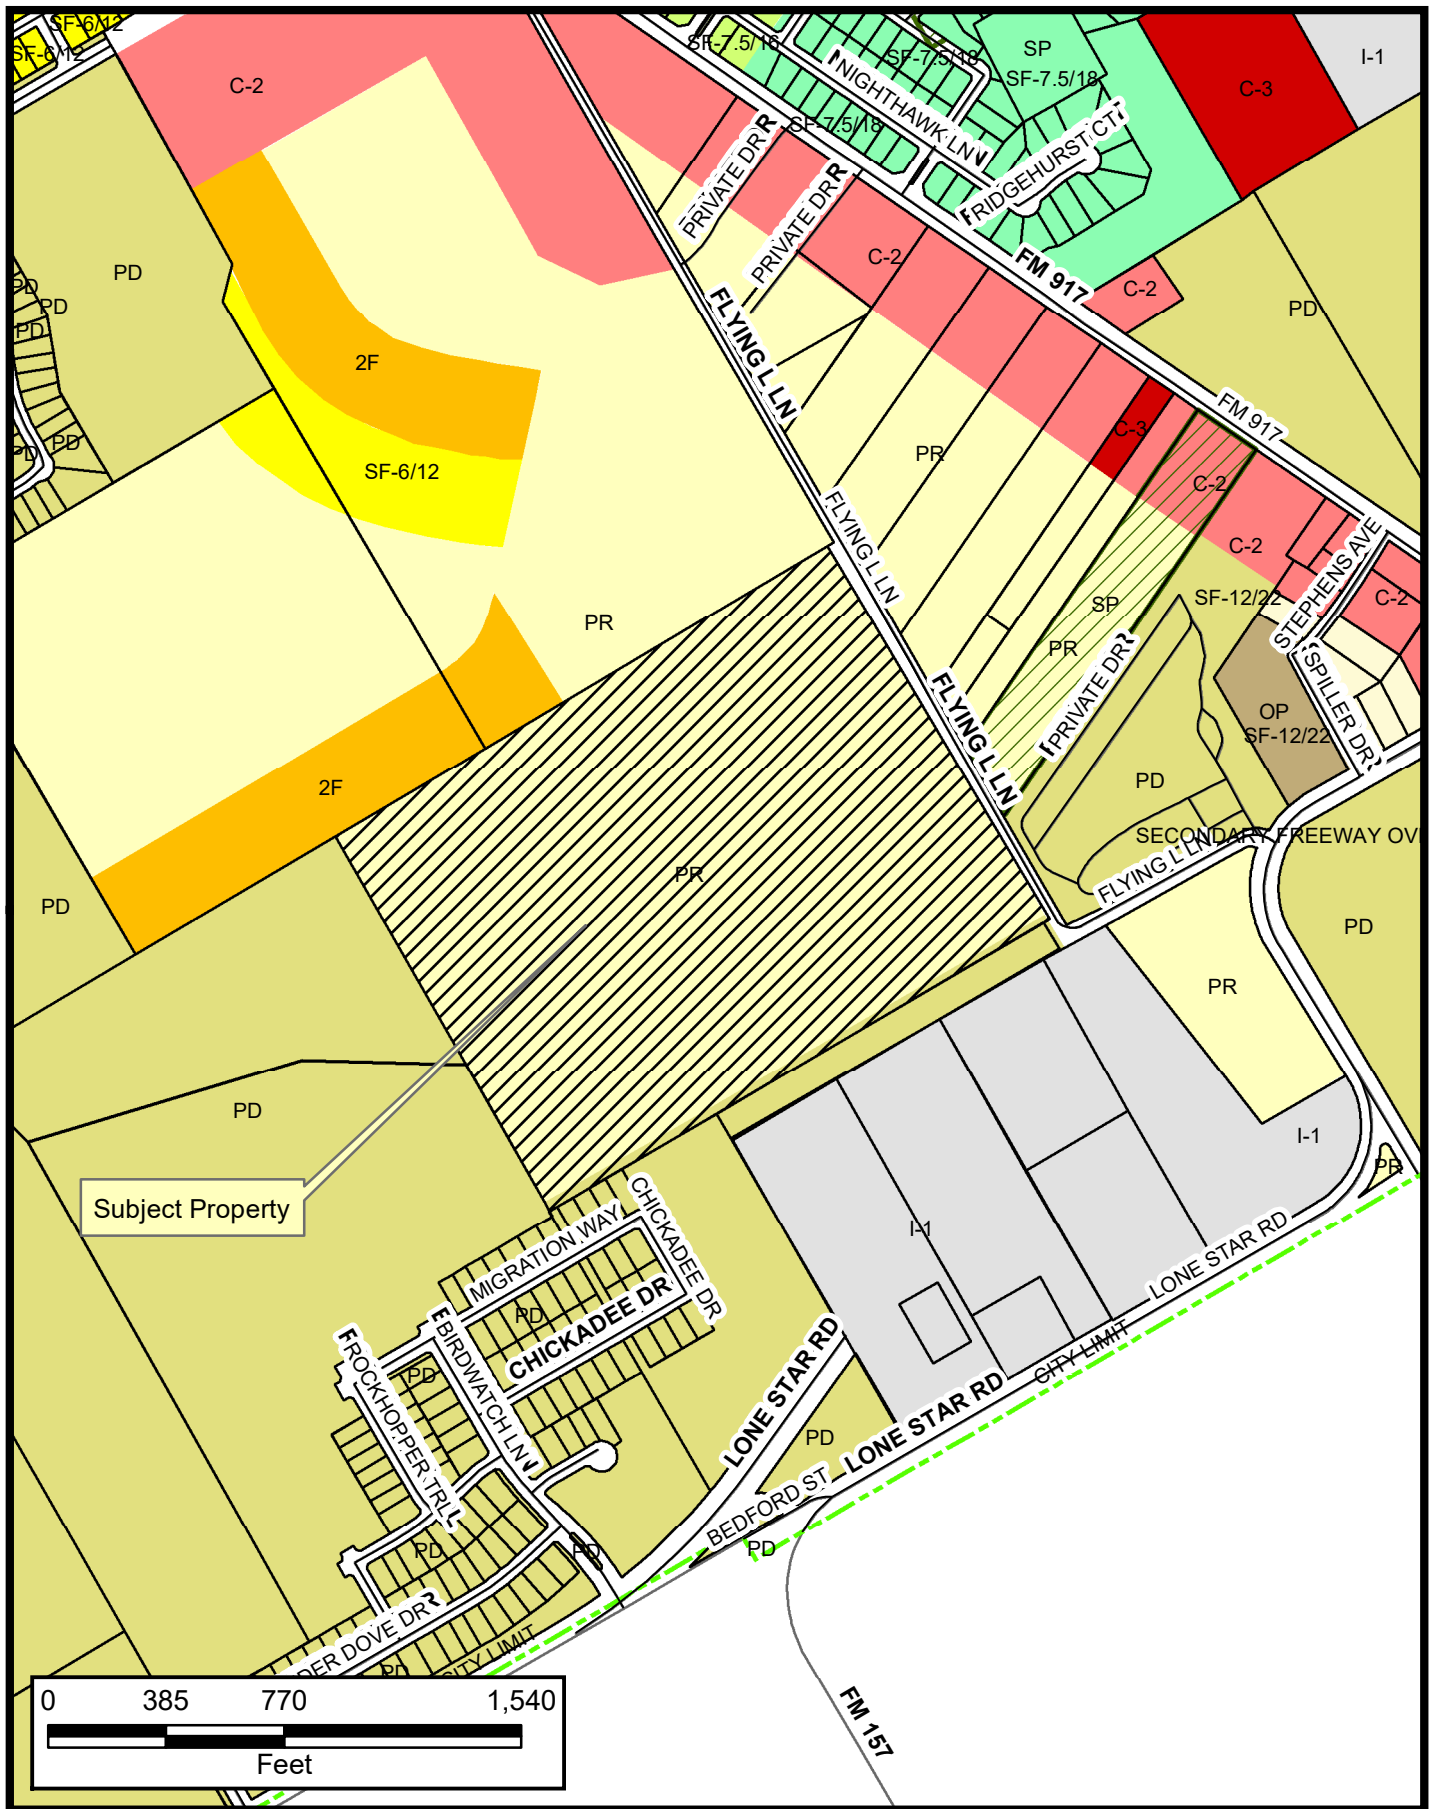 SF-6/12
SF-6/12
C-2
SF-7.5/16
SF-7.5/18
SP
SF-7.5/18
C-3
I-1
NIGHTHAWK LN
SF-7.5/18
RIDGEHURST CT
PRIVATE DR
PRIVATE DR
PD
PD
PD
PD
C-2
FM 917
C-2
PD
FLYING L LN
2F
FM 917
PD
PD
C-3
PR
SF-6/12
C-2
FLYING L LN
STEPHENS AVE
C-2
SF-12/22
C-2
SP
PR
PR
PRIVATE DR
SPILLER DR
FLYING L LN
OP
SF-12/22
2F
PD
SECONDARY FREEWAY OV
FLYING L LN
PR
PD
PD
PR
PD
I-1
PR
Subject Property
CHICKADEE DR
MIGRATION WAY
I-1
LONE STAR RD
PD
CHICKADEE DR
BIRDWATCH LN
ROCKHOPPER TRL
PD
LONE STAR RD
CITY LIMIT
LONE STAR RD
PD
BEDFORD ST
PD
PD
PD
DER DOVE DR
CITY LIMIT
PD
FM 157
0 385 770 1,540
Feet